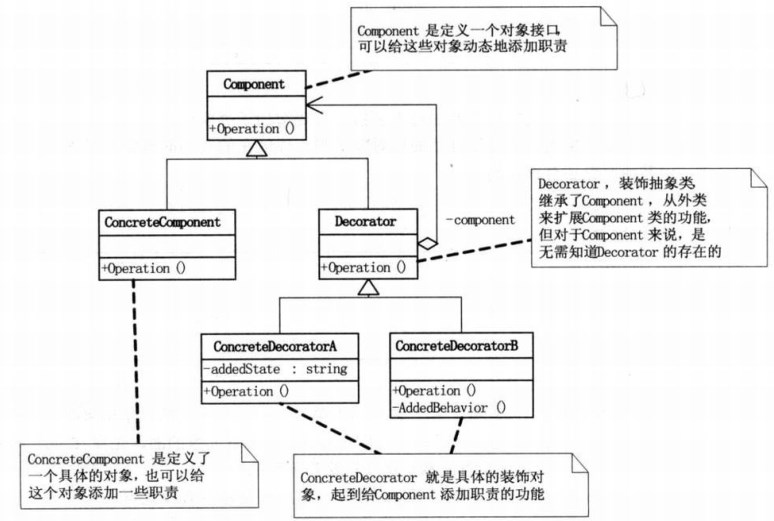 Component 是定义一个对象接口,
可以给这些对象动态地添加职责
Component
+Operation ()
Decorator , 装饰抽象类,
继承了Component , 从外类
来扩展Component 类的功能,
但对于Component 来说, 是
无需知道Decorator 的存在的
-component
ConcreteComponent
+Operation ()
Decorator
+Operation ()
ConcreteDecoratorA
-addedState : string
+Operation ()
ConcreteDecoratorB
+Operation ()
-AddedBehavior ()
ConcreteComponent 是定义了
一个具体的对象, 也可以给
这个对象添加一些职责
ConcreteDecorator 就是具体的装饰对
象, 起到给Component 添加职责的功能